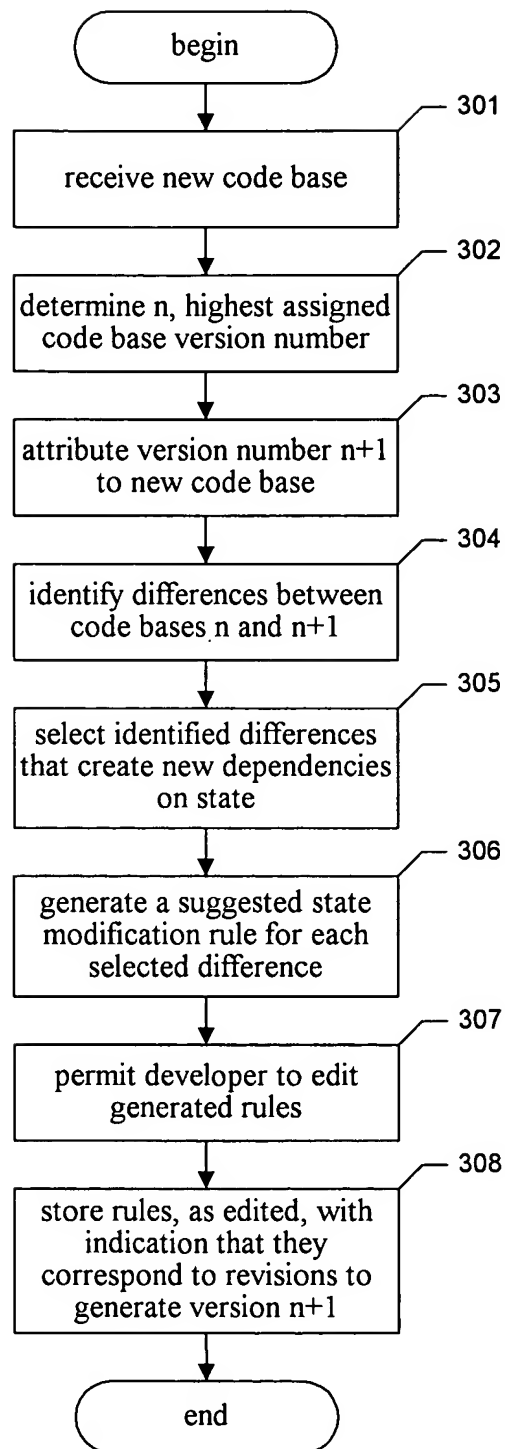 begin
301
receive new code base
302
determine n, highest assigned
code base version number
303
attribute version number n+1
to new code base
304
identify differences between
code bases n and n+1
305
select identified differences
that create new dependencies
on state
306
generate a suggested state
modification rule for each
selected difference
307
permit developer to edit
generated rules
308
store rules, as edited, with
indication that they
correspond to revisions to
generate version n+1
end